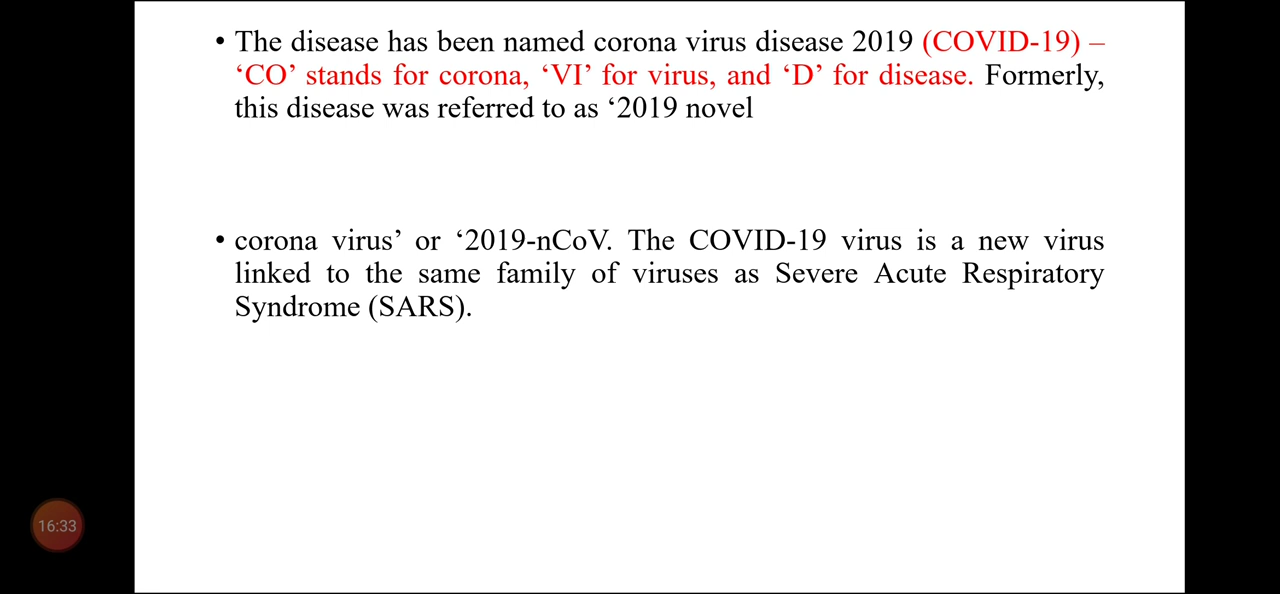 • The disease has been named corona virus disease 2019 (COVID-19) –
‘CO’ stands for corona, ‘VI’ for virus, and ‘D’ for disease. Formerly,
this disease was referred to as ‘2019 novel
• corona virus’ or ‘2019-nCoV. The COVID-19 virus is a new virus
linked to the same family of viruses as Severe Acute Respiratory
Syndrome (SARS).
16:33